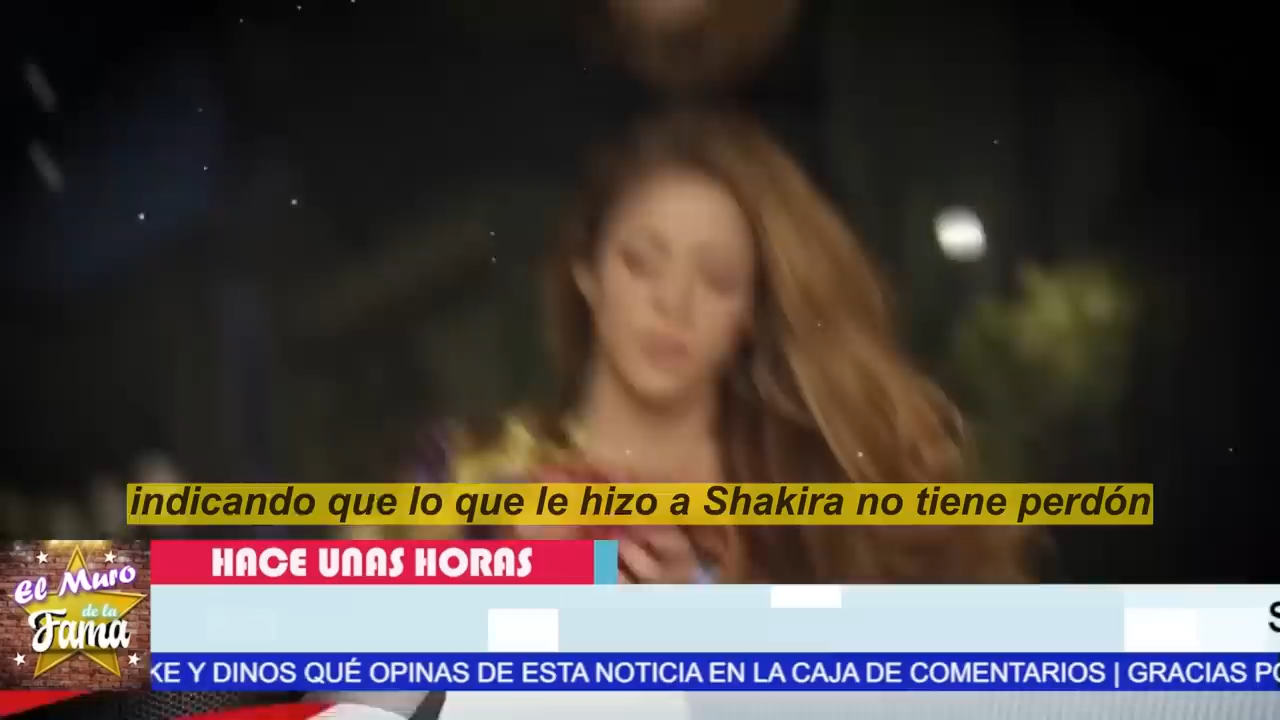 indicando que lo que le hizo a Shakira no tiene perdón
HACE UNAS HORAS
El Muro
de la
Fama
S
KE Y DINOS QUÉ OPINAS DE ESTA NOTICIA EN LA CAJA DE COMENTARIOS | GRACIAS PO